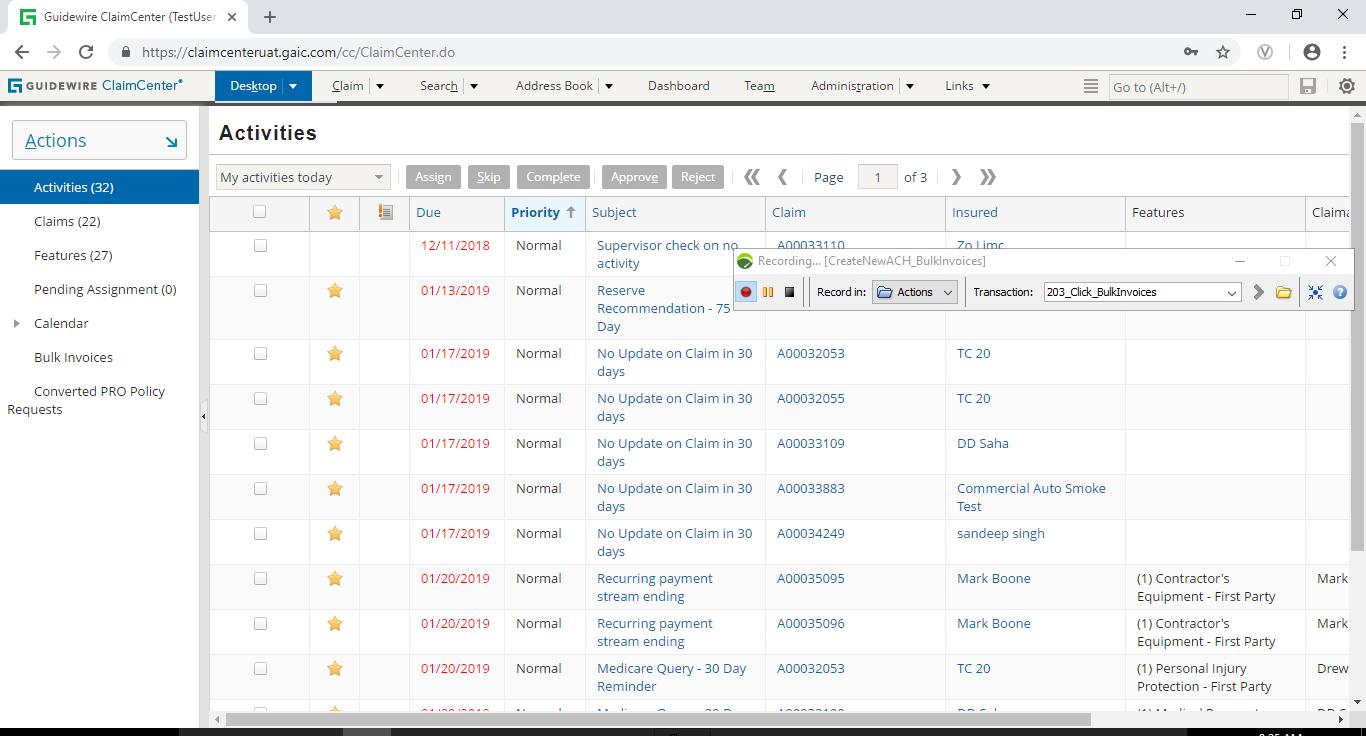 Guidewire ClaimCenter (TestUser
https://claimcenteruat.gaic.com/cc/ClaimCenter.do
GUIDEWIRE ClaimCenter
Desktop Claim Search Address Book Dashboard Team Administration Links Go to (Alt+/)
Actions
Activities (32)
Claims (22)
Features (27)
Pending Assignment (0)
Calendar
Bulk Invoices
Converted PRO Policy
Requests
Activities
My activities today Assign Skip Complete Approve Reject Page 1 of 3
Due Priority Subject Claim Insured Features Claima
12/11/2018 Normal Supervisor check on no A00033110 Zo Limc
activity
Recording... [CreateNewACH_BulkInvoices]
Record in: Actions Transaction: 203_Click_BulkInvoices
01/13/2019 Normal Reserve
Recommendation - 75
Day
01/17/2019 Normal No Update on Claim in 30 A00032053 TC 20
days
01/17/2019 Normal No Update on Claim in 30 A00032055 TC 20
days
01/17/2019 Normal No Update on Claim in 30 A00033109 DD Saha
days
01/17/2019 Normal No Update on Claim in 30 A00033883 Commercial Auto Smoke
days Test
01/17/2019 Normal No Update on Claim in 30 A00034249 sandeep singh
days
01/20/2019 Normal Recurring payment A00035095 Mark Boone (1) Contractor's Mark
stream ending Equipment - First Party
01/20/2019 Normal Recurring payment A00035096 Mark Boone (1) Contractor's Mark
stream ending Equipment - First Party
01/20/2019 Normal Medicare Query - 30 Day A00032053 TC 20 (1) Personal Injury Drew
Reminder Protection - First Party